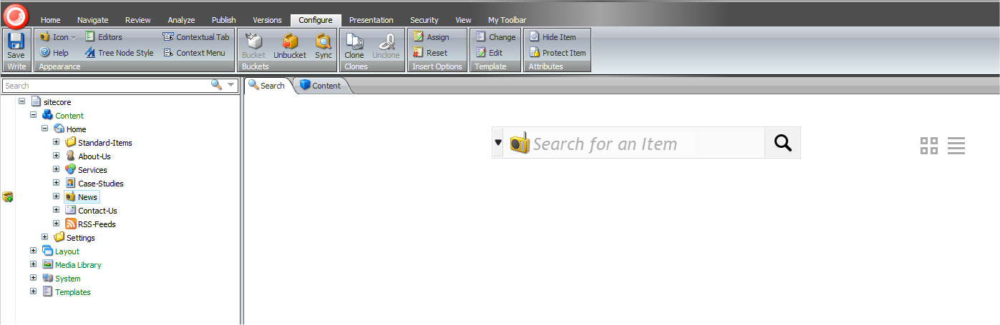 Home Navigate Review Analyze Publish Versions Configure Presentation Security View My Toolbar
Icon Editors Contextual Tab Assign Change Hide Item
Save Help Tree Node Style Context Menu Bucket Unbucket Sync Clone Unclone Reset Edit Protect Item
Write Appearance Buckets Clones Insert Options Template Attributes
Search Search Content
sitecore
Content
Home
Standard-Items
Search for an Item
About-Us
Services
Case-Studies
News
Contact-Us
RSS-Feeds
Settings
Layout
Media Library
System
Templates